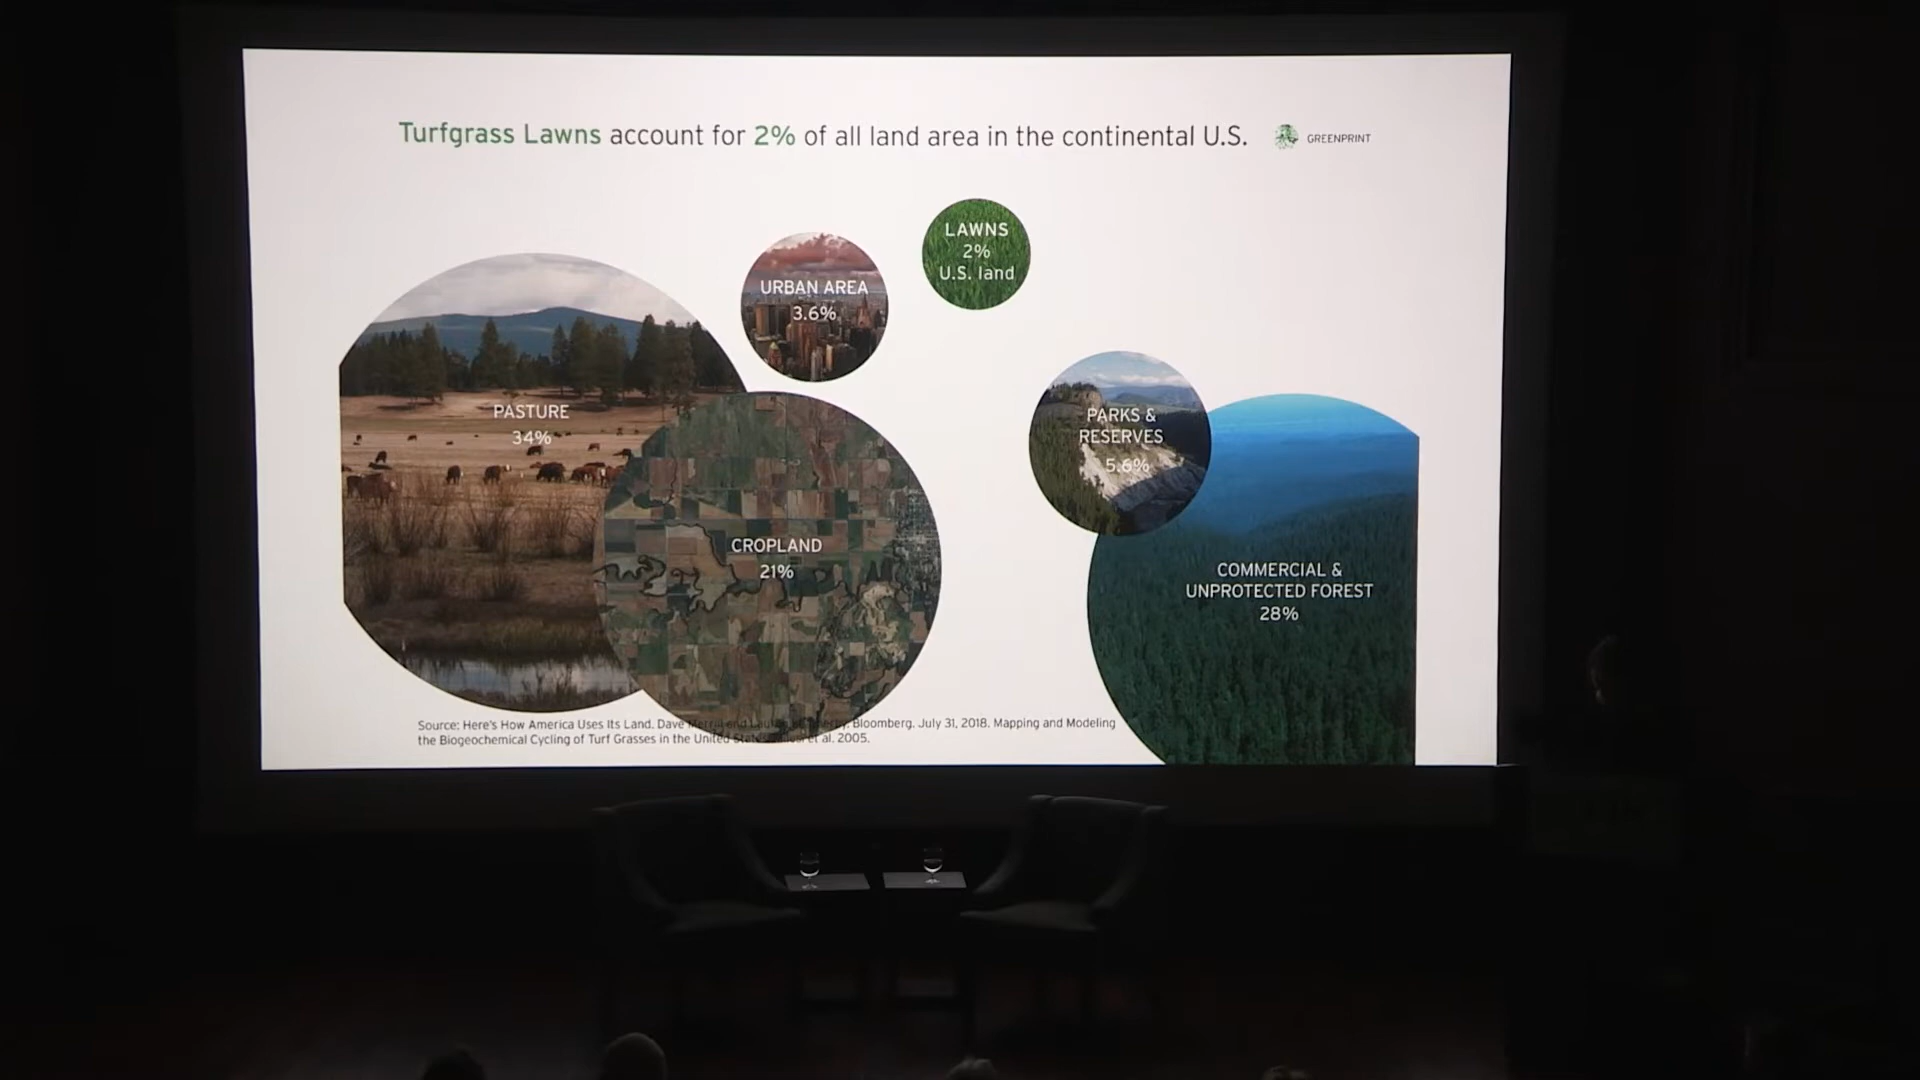 Turfgrass Lawns account for 2% of all land area in the continental U.S.
GREENPRINT
LAWNS
2%
U.S. land
URBAN AREA
3.6%
PASTURE
34%
PARKS &
RESERVES
5.6%
CROPLAND
21%
COMMERCIAL &
UNPROTECTED FOREST
28%
Source: Here's How America Uses Its Land. Dave Bloomberg. July 31, 2018. Mapping and Modeling
the Biogeochemical Cycling of Turf Grasses in the United et al. 2005.